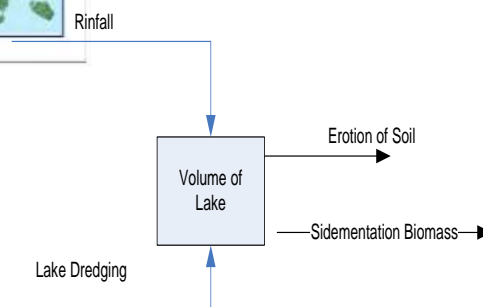 Rinfall
Erotion of Soil
Volume of
Lake
Sidementation Biomass
Lake Dredging